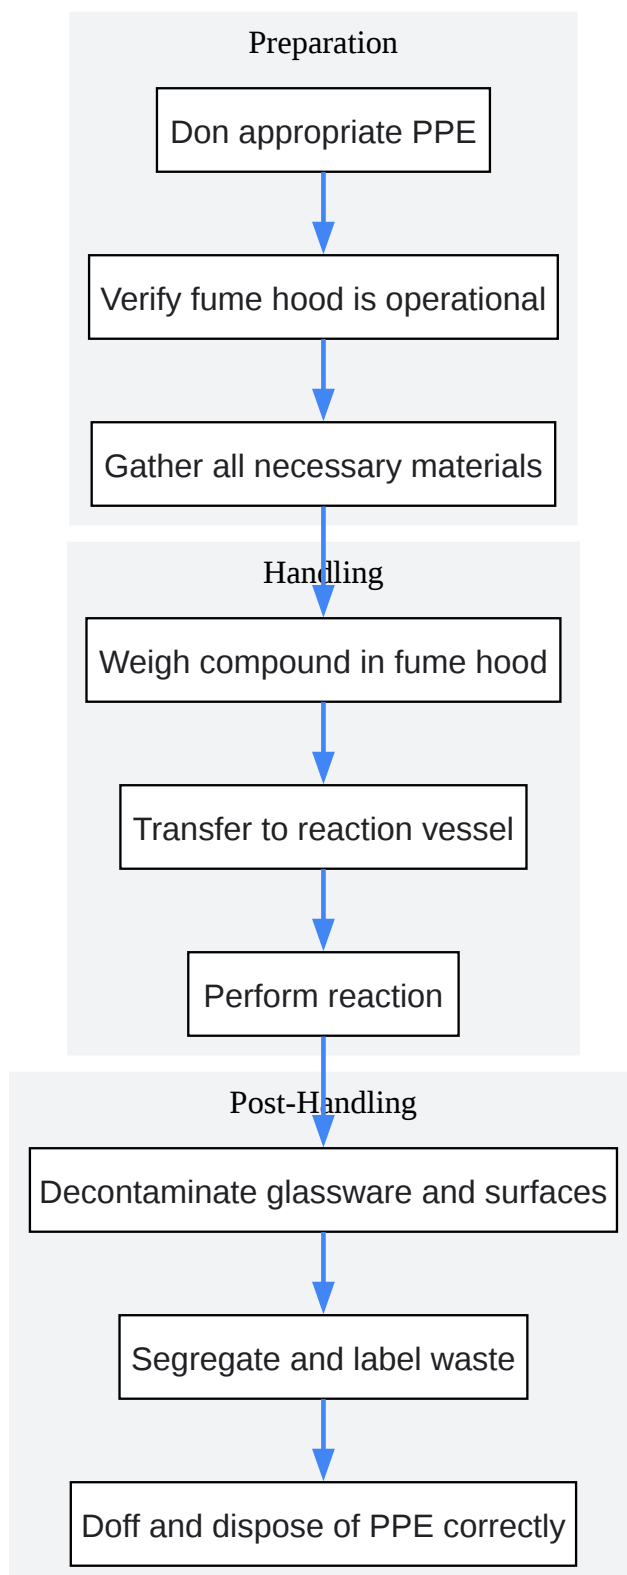 Preparation
Don appropriate PPE
Verify fume hood is operational
Gather all necessary materials
Handling
Weigh compound in fume hood
Transfer to reaction vessel
Perform reaction
Post-Handling
Decontaminate glassware and surfaces
Segregate and label waste
Doff and dispose of PPE correctly